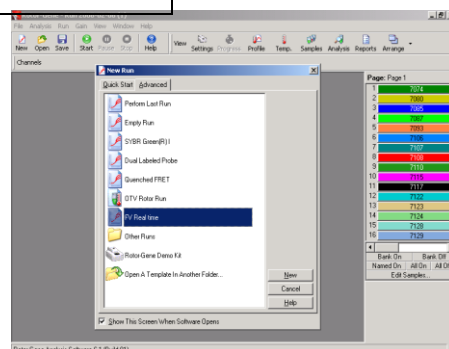 File Analysis Run Gain View Window Help
New Open Save Start Pause Stop Help View Settings Progress Profile Temp. Samples Analysis Reports Arrange
Channels
New Run
Quick Start Advanced
Perform Last Run
Empty Run
SYBR Green(R) I
Dual Labeled Probe
Quenched FRET
OTV Rotor Run
FV Real time
Other Runs
Rotor-Gene Demo Kit
Open A Template In Another Folder...
New
Cancel
Help
Show This Screen When Software Opens
Page: Page 1
1 7074
2 7080
3 7085
4 7087
5 7093
6 7106
7 7107
8 7108
9 7110
10 7115
11 7117
12 7122
13 7123
14 7124
15 7128
16 7129
Bank On Bank Off
Named On All On All Off
Edit Samples...